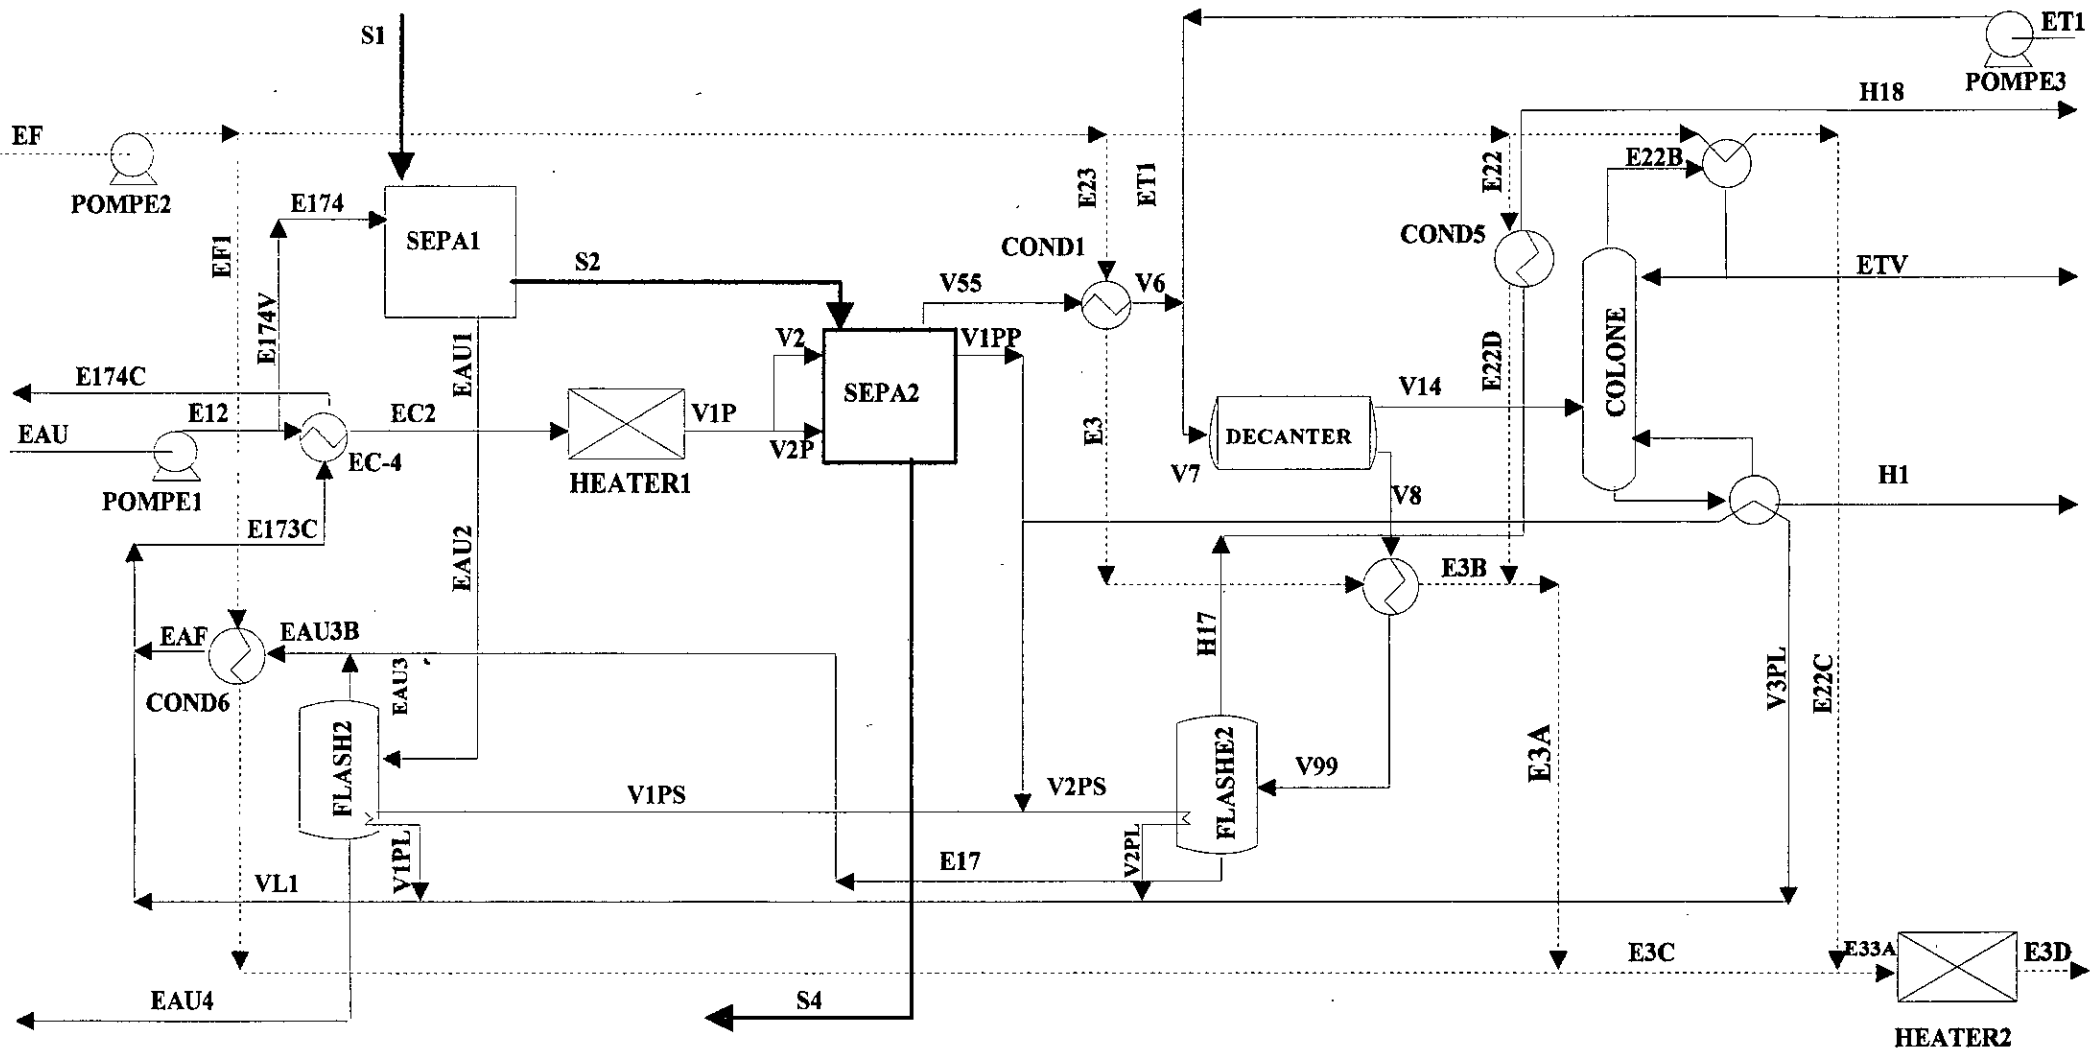 S1
ET1
POMPE3
H18
EF
POMPE2
E174
SEPA1
EF1
E174V
S2
E23
ET1
COND1
E22
E22B
COND5
ETV
V55
V6
V1PP
V2
SEPA2
EAU1
E174C
E12
EAU
POMPE1
EC2
EC-4
V1P
V2P
HEATER1
E22D
COLONE
V14
DECANTER
V7
V8
H1
E3
E173C
EAU2
E3B
EAF
EAU3B
COND6
EAU3
H17
V3PL
E22C
FLASH2
V1PS
V2PS
FLASHE2
V99
E3A
V1PL
V2PL
E17
VL1
E3C
E33A
E3D
EAU4
S4
HEATER2